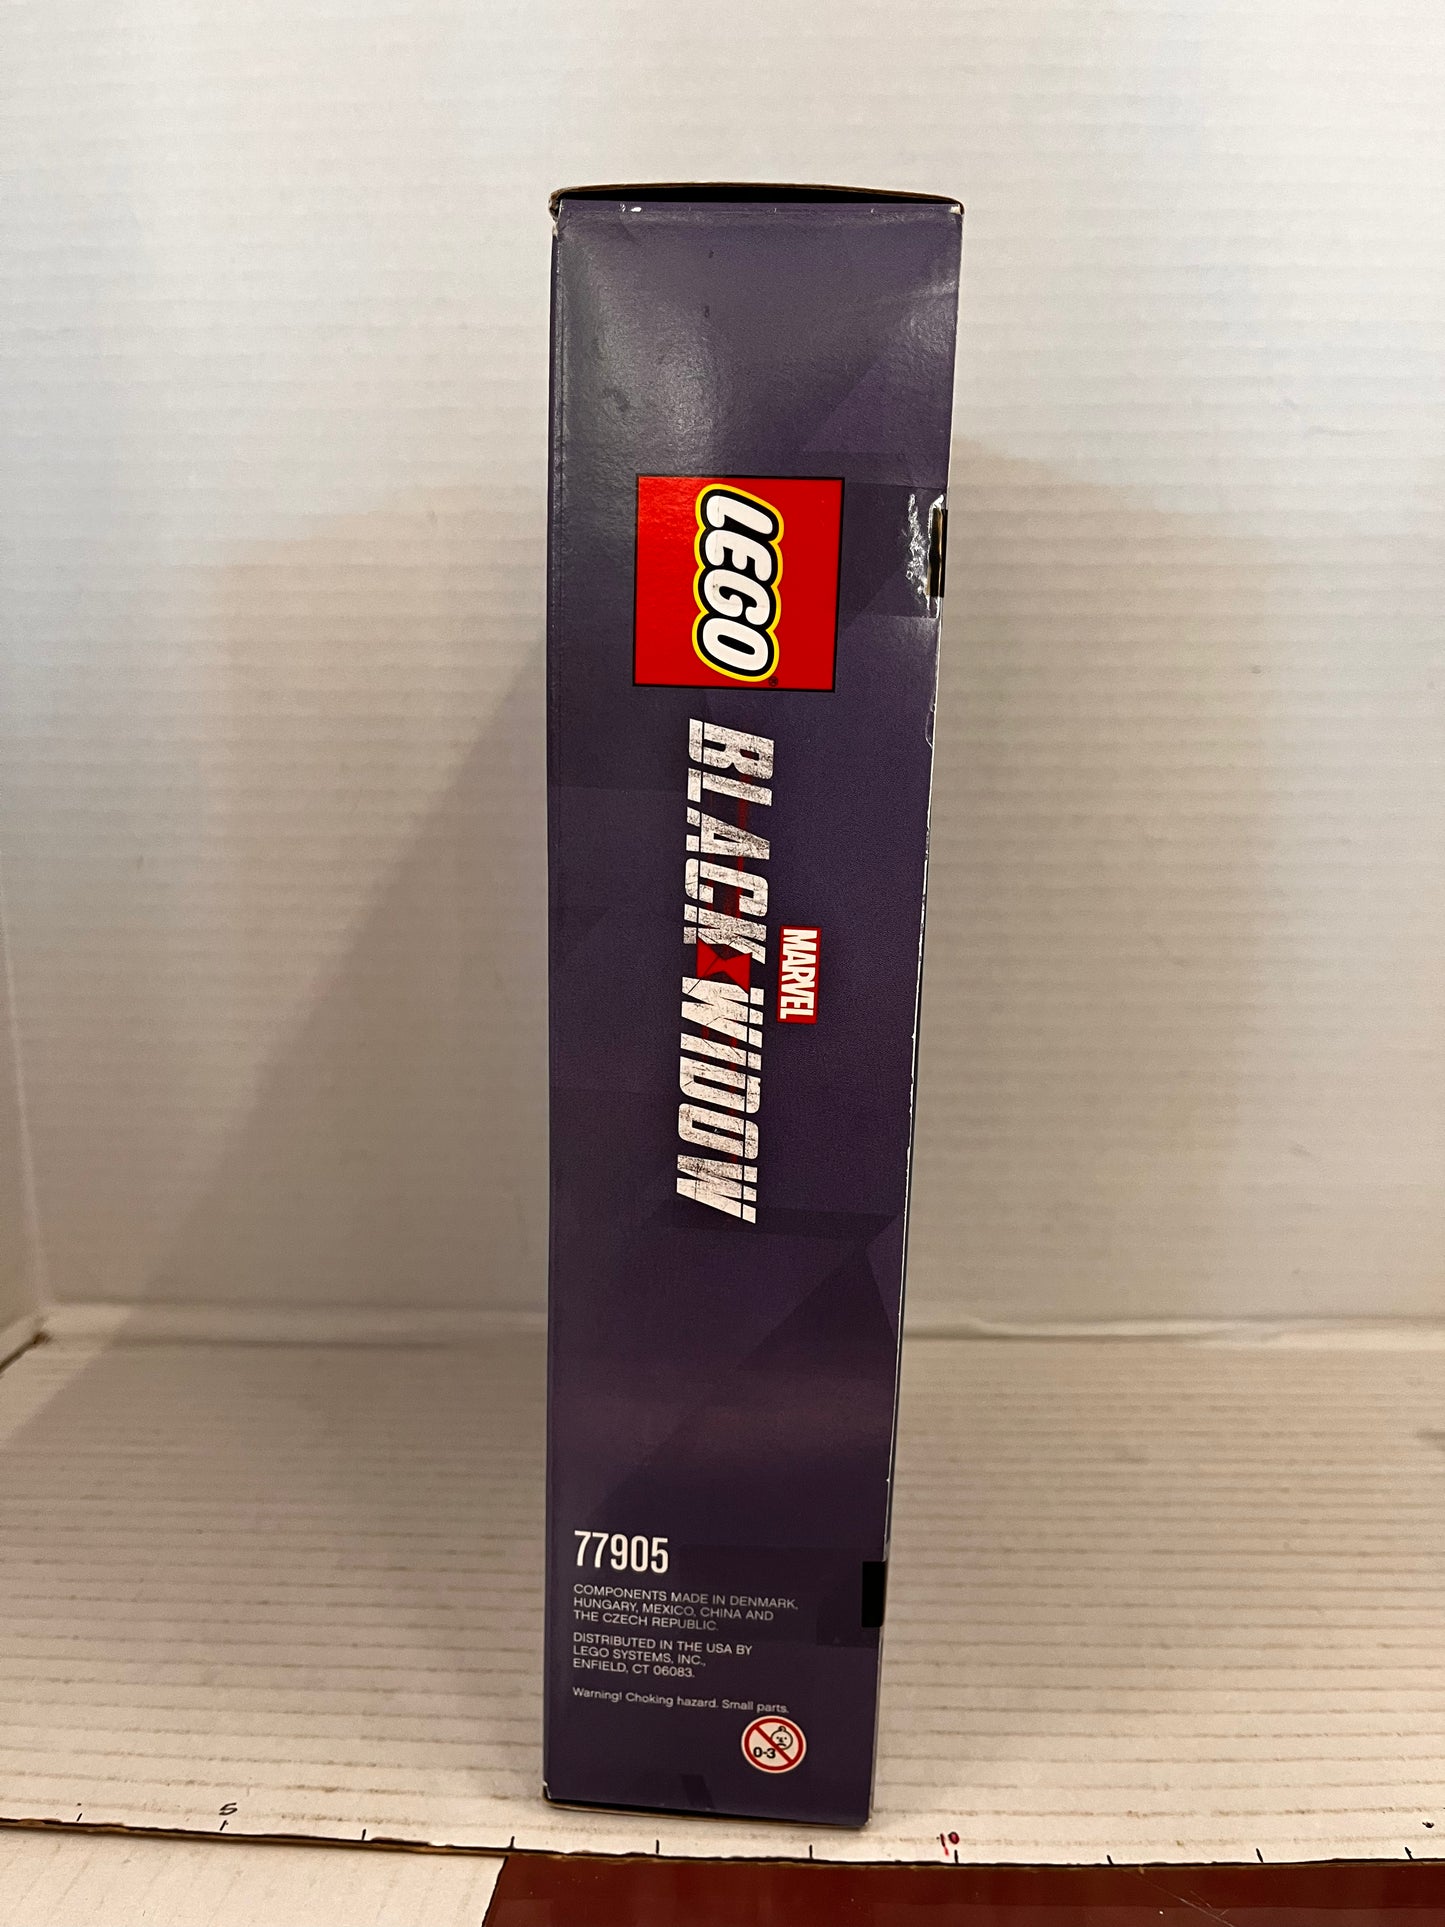 LEGO
BLACK WIDOW
MARVEL
77905
COMPONENTS MADE IN DENMARK,
HUNGARY, MEXICO, CHINA AND
THE CZECH REPUBLIC.
DISTRIBUTED IN THE USA BY
LEGO SYSTEMS, INC.,
ENFIELD, CT 06083.
Warning! Choking hazard. Small parts.
0-3
5
10